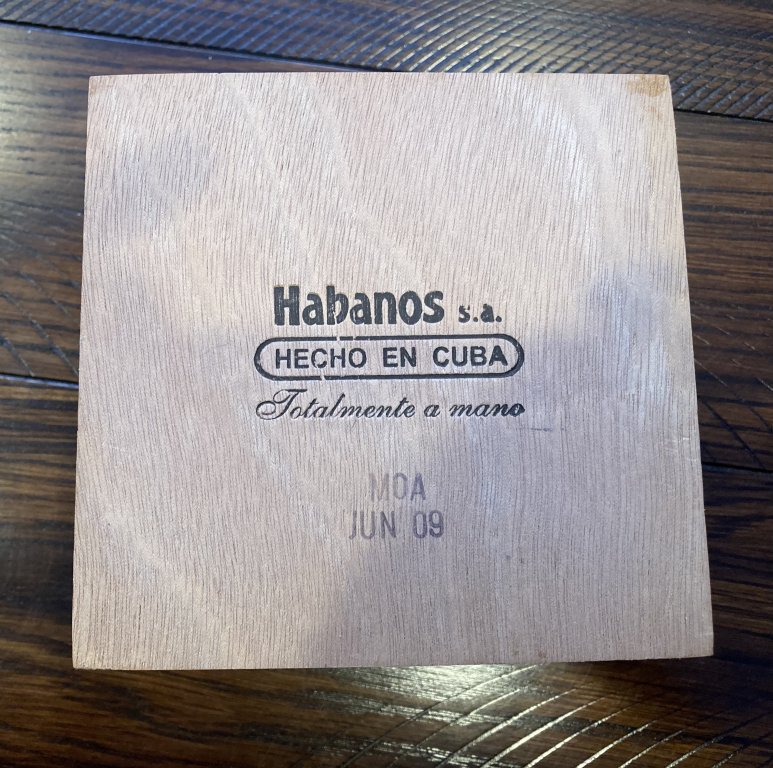 Habanos s.a.
HECHO EN CUBA
Totalmente a mano
MOA
JUN 09